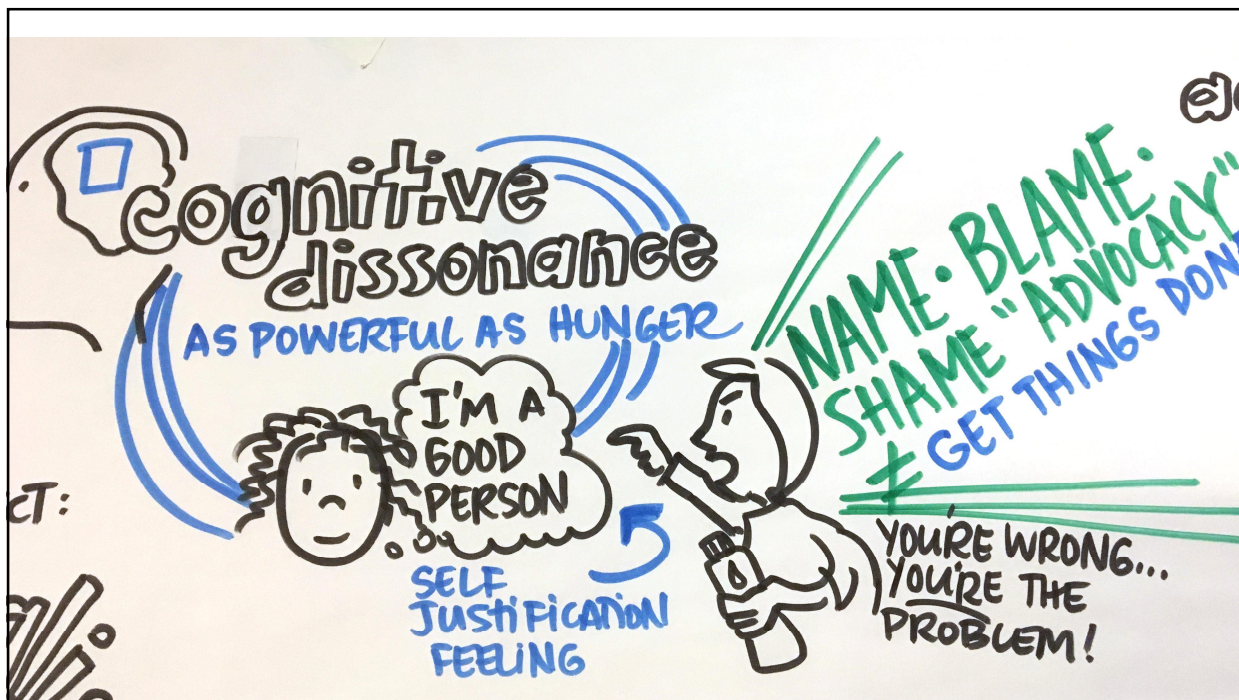 cognitive
dissonance
AS POWERFUL AS HUNGER
I'M A
GOOD
PERSON
SELF
JUSTIFICATION
FEELING
NAME. BLAME.
SHAME "ADVOCACY"
≠ GET THINGS DONE
YOU'RE WRONG...
YOU'RE THE
PROBLEM!
CT: